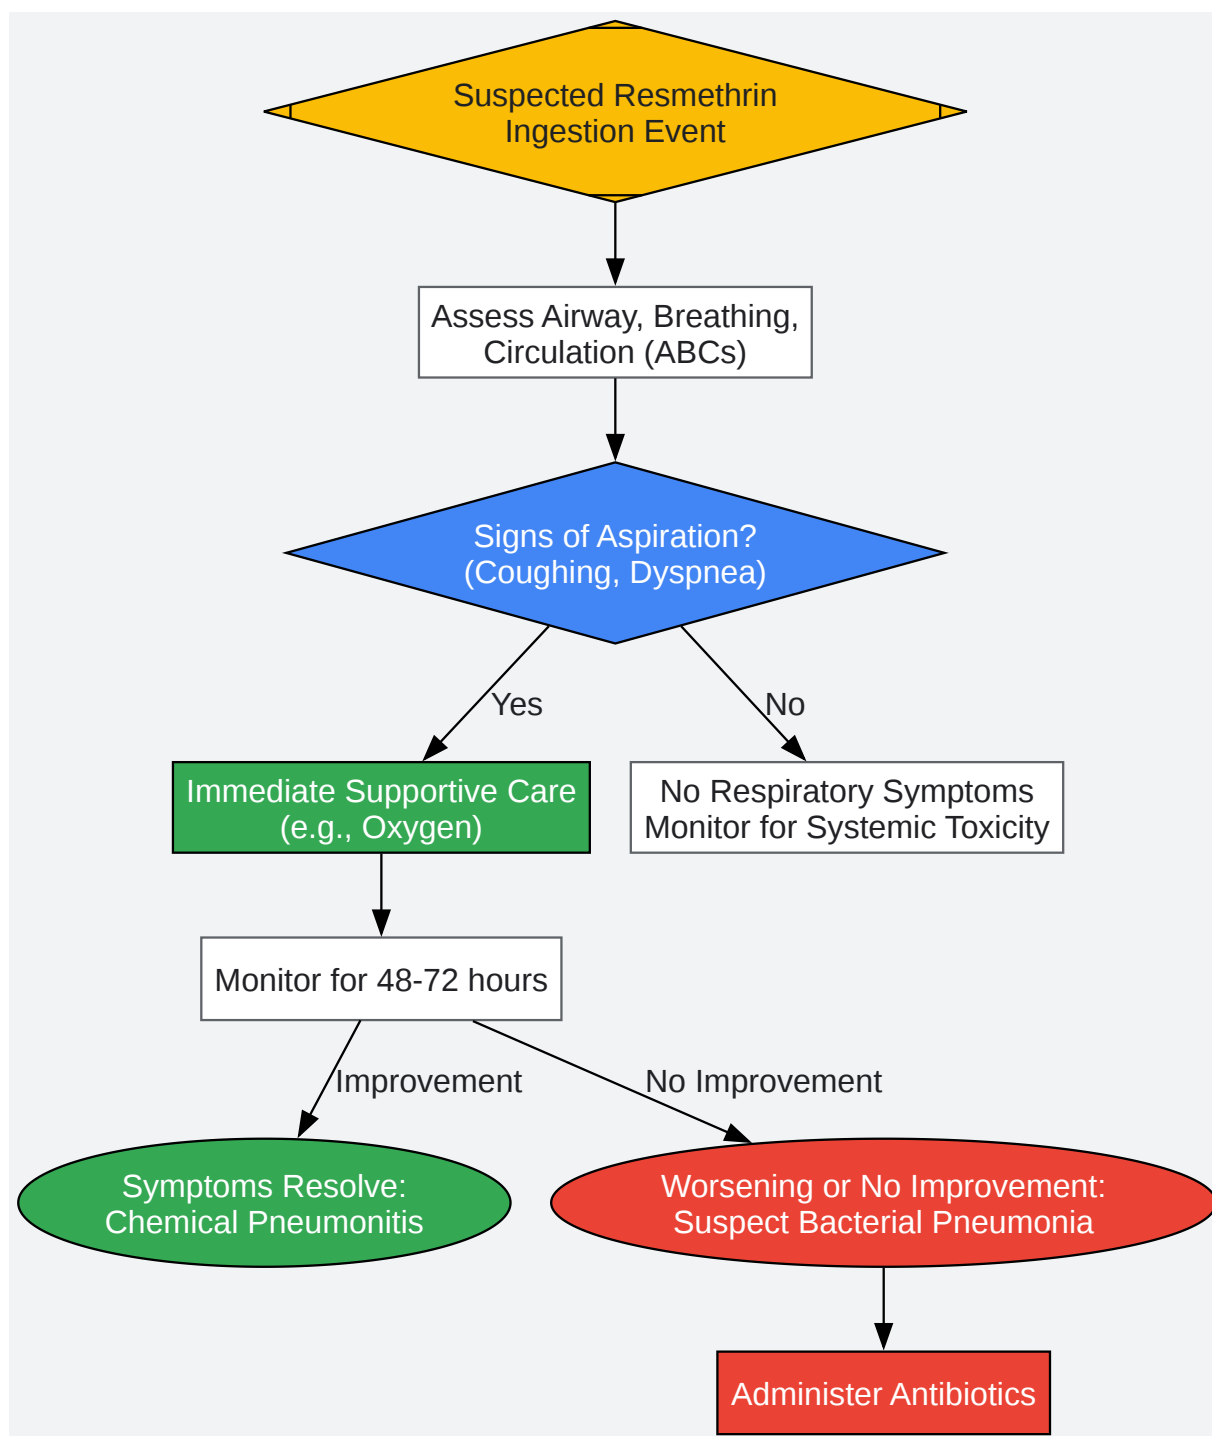 Suspected Resmethrin
Ingestion Event
Assess Airway, Breathing,
Circulation (ABCs)
Signs of Aspiration?
(Coughing, Dyspnea)
Yes
No
Immediate Supportive Care
(e.g., Oxygen)
No Respiratory Symptoms
Monitor for Systemic Toxicity
Monitor for 48-72 hours
Improvement
No Improvement
Symptoms Resolve:
Chemical Pneumonitis
Worsening or No Improvement:
Suspect Bacterial Pneumonia
Administer Antibiotics